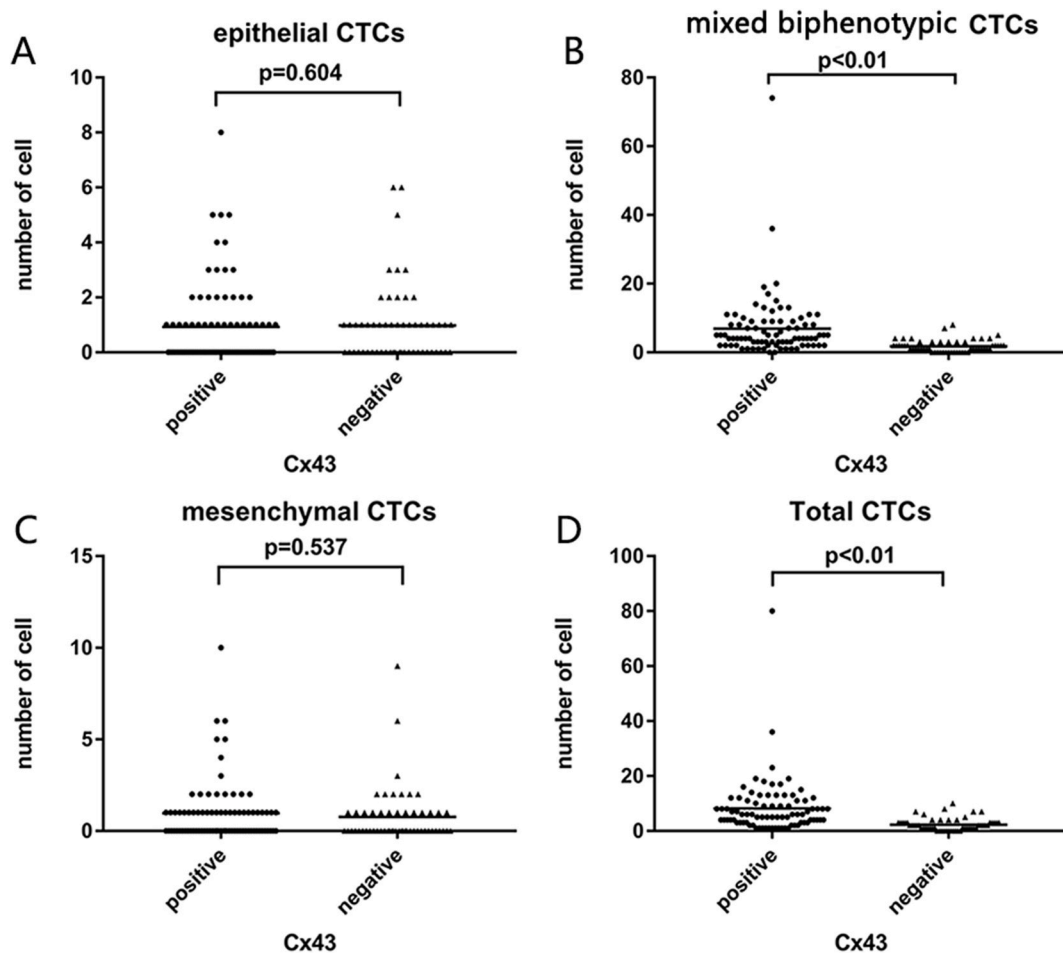 A
epithelial CTCs
p=0.604
number of cell
10
8
6
4
2
0
positive
negative
Cx43
B
mixed biphenotypic CTCs
p<0.01
number of cell
80
60
40
20
0
positive
negative
Cx43
C
mesenchymal CTCs
p=0.537
number of cell
15
10
5
0
positive
negative
Cx43
D
Total CTCs
p<0.01
number of cell
100
80
60
40
20
0
positive
negative
Cx43